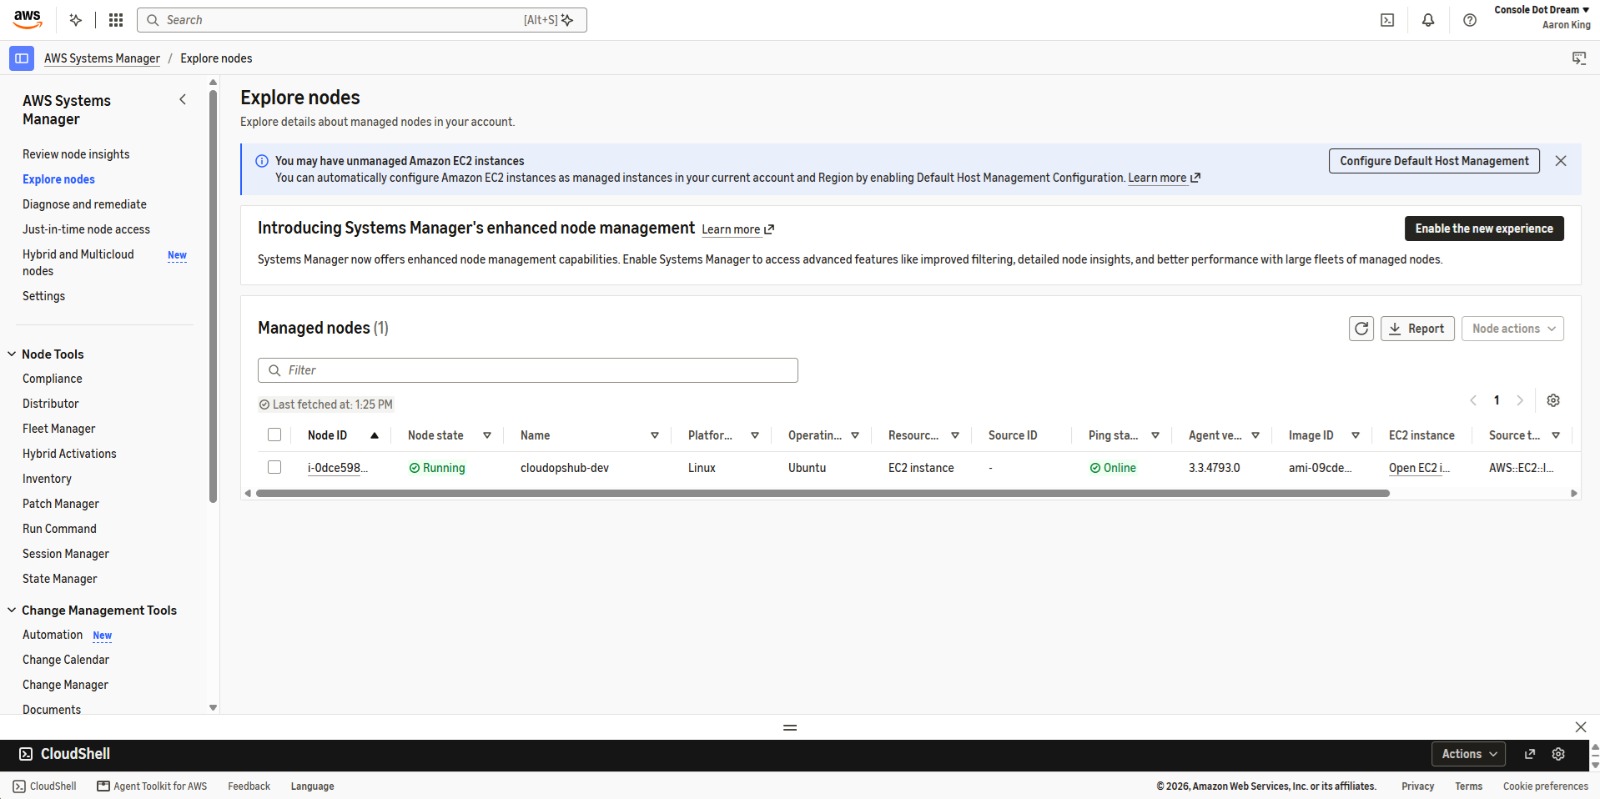 aws
Search [Alt+S]
Console Dot Dream ▼
Aaron King
AWS Systems Manager / Explore nodes
AWS Systems
Manager
Review node insights
Explore nodes
Diagnose and remediate
Just-in-time node access
Hybrid and Multicloud
nodes
New
Settings
Node Tools
Compliance
Distributor
Fleet Manager
Hybrid Activations
Inventory
Patch Manager
Run Command
Session Manager
State Manager
Change Management Tools
Automation New
Change Calendar
Change Manager
Documents
Explore nodes
Explore details about managed nodes in your account.
You may have unmanaged Amazon EC2 instances
You can automatically configure Amazon EC2 instances as managed instances in your current account and Region by enabling Default Host Management Configuration. Learn more
Configure Default Host Management
Introducing Systems Manager's enhanced node management Learn more
Enable the new experience
Systems Manager now offers enhanced node management capabilities. Enable Systems Manager to access advanced features like improved filtering, detailed node insights, and better performance with large fleets of managed nodes.
Managed nodes (1)
Report
Node actions
Filter
Last fetched at: 1:25 PM
1
Node ID Node state Name Platfor... Operatin... Resourc... Source ID Ping sta... Agent ve... Image ID EC2 instance Source t...
i-0dce598... Running cloudopshub-dev Linux Ubuntu EC2 instance - Online 3.3.4793.0 ami-09cde... Open EC2 i... AWS::EC2::I...
CloudShell
Actions
CloudShell Agent Toolkit for AWS Feedback Language
© 2026, Amazon Web Services, Inc. or its affiliates. Privacy Terms Cookie preferences